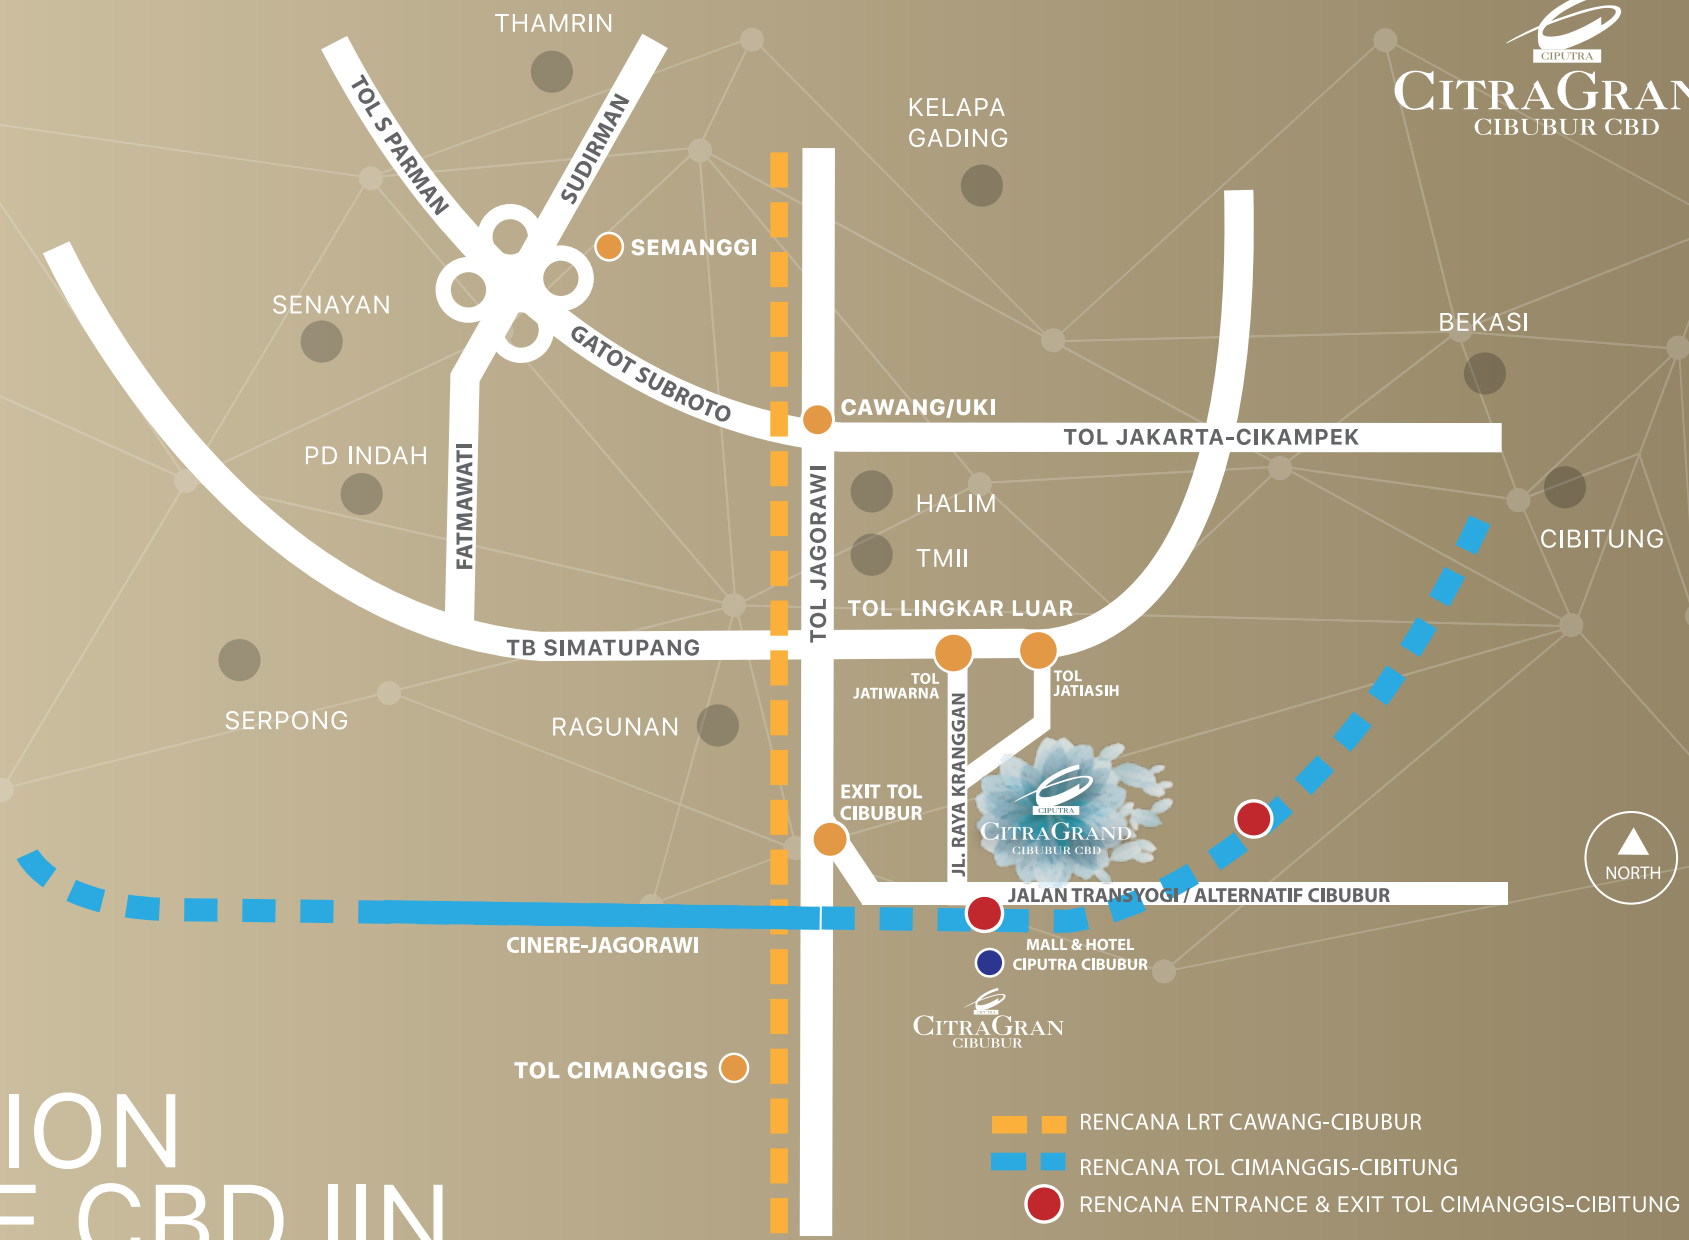 THAMRIN
CIPUTRA
CITRAGRAN
CIBUBUR CBD
TOL S PARMAN
SUDIRMAN
KELAPA
GADING
SEMANGGI
SENAYAN
BEKASI
GATOT SUBROTO
CAWANG/UKI
TOL JAKARTA-CIKAMPEK
PD INDAH
FATMAWATI
TOL JAGORAWI
HALIM
CIBITUNG
TMII
TOL LINGKAR LUAR
TB SIMATUPANG
TOL
JATIWARNA
TOL
JATIASIH
SERPONG
RAGUNAN
JL. RAYA KRANGGAN
EXIT TOL
CIBUBUR
CIPUTRA
CITRAGRAND
CIBUBUR CBD
NORTH
JALAN TRANSYOGI / ALTERNATIF CIBUBUR
CINERE-JAGORAWI
MALL & HOTEL
CIPUTRA CIBUBUR
CITRAGRAN
CIBUBUR
TOL CIMANGGIS
ION
E CBD JIN
RENCANA LRT CAWANG-CIBUBUR
RENCANA TOL CIMANGGIS-CIBITUNG
RENCANA ENTRANCE & EXIT TOL CIMANGGIS-CIBITUNG